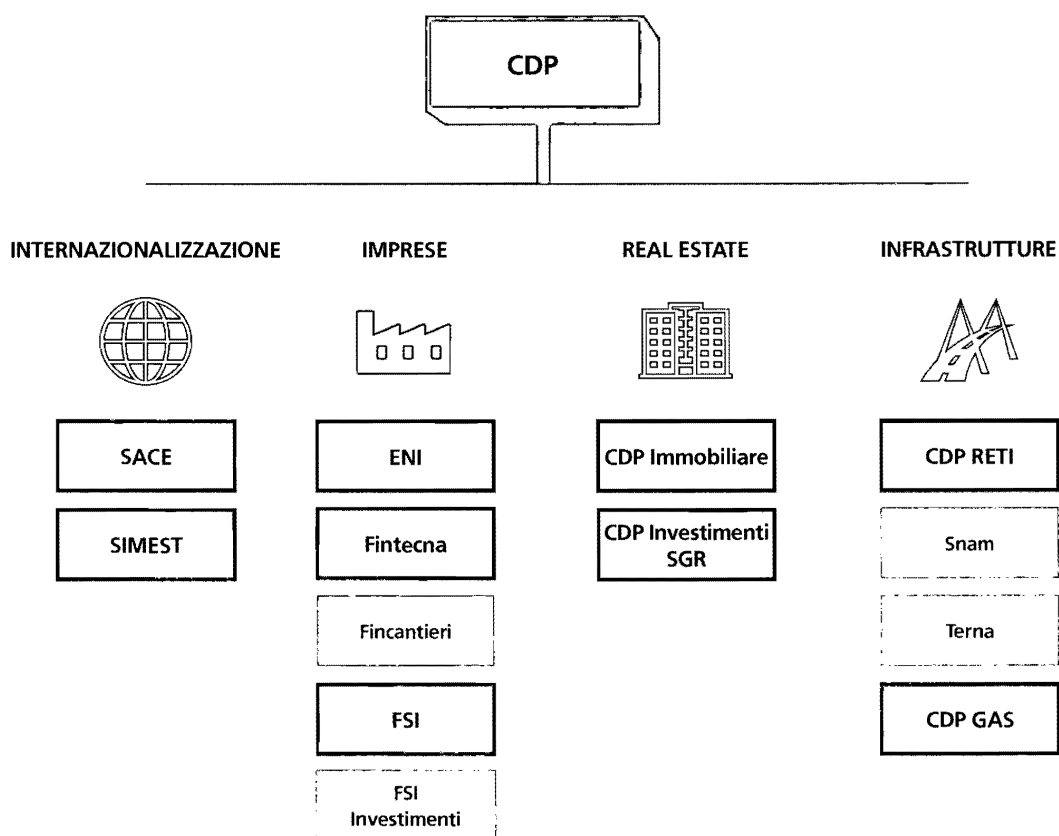 CDP
INTERNAZIONALIZZAZIONE
IMPRESE
REAL ESTATE
INFRASTRUTTURE
SACE
ENI
CDP Immobiliare
CDP RETI
SIMEST
Fintecna
CDP Investimenti
SGR
Snam
Fincantieri
Terna
FSI
CDP GAS
FSI
Investimenti